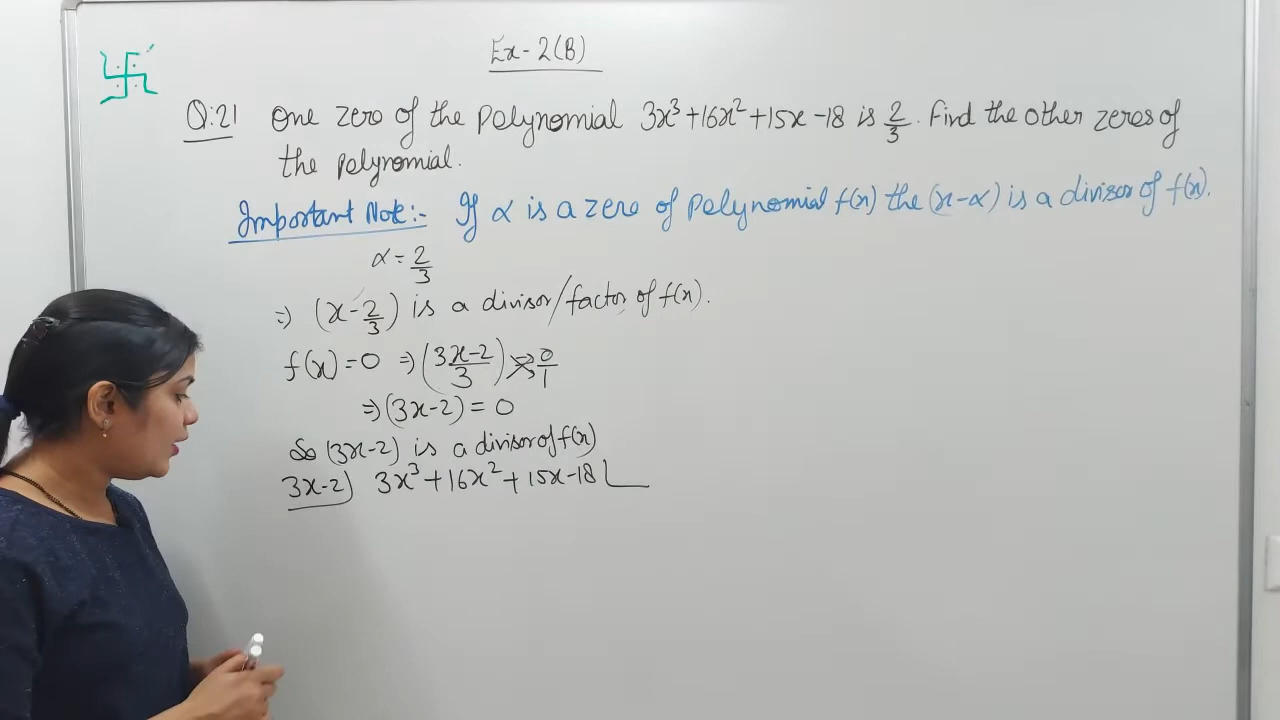 Ex-2(B)
Q:21 One zero of the polynomial 3x³+16x²+15x-18 is 2/3. Find the other zeros of
the polynomial.
Important Note:- If α is a zero of polynomial f(x) the (x-α) is a divisor of f(x).
α = 2/3
⇒ (x-2/3) is a divisor/factor of f(x).
f(x)=0 ⇒ (3x-2/3) 0/1
⇒ (3x-2) = 0
So (3x-2) is a divisor of f(x)
3x-2) 3x³+16x²+15x-18